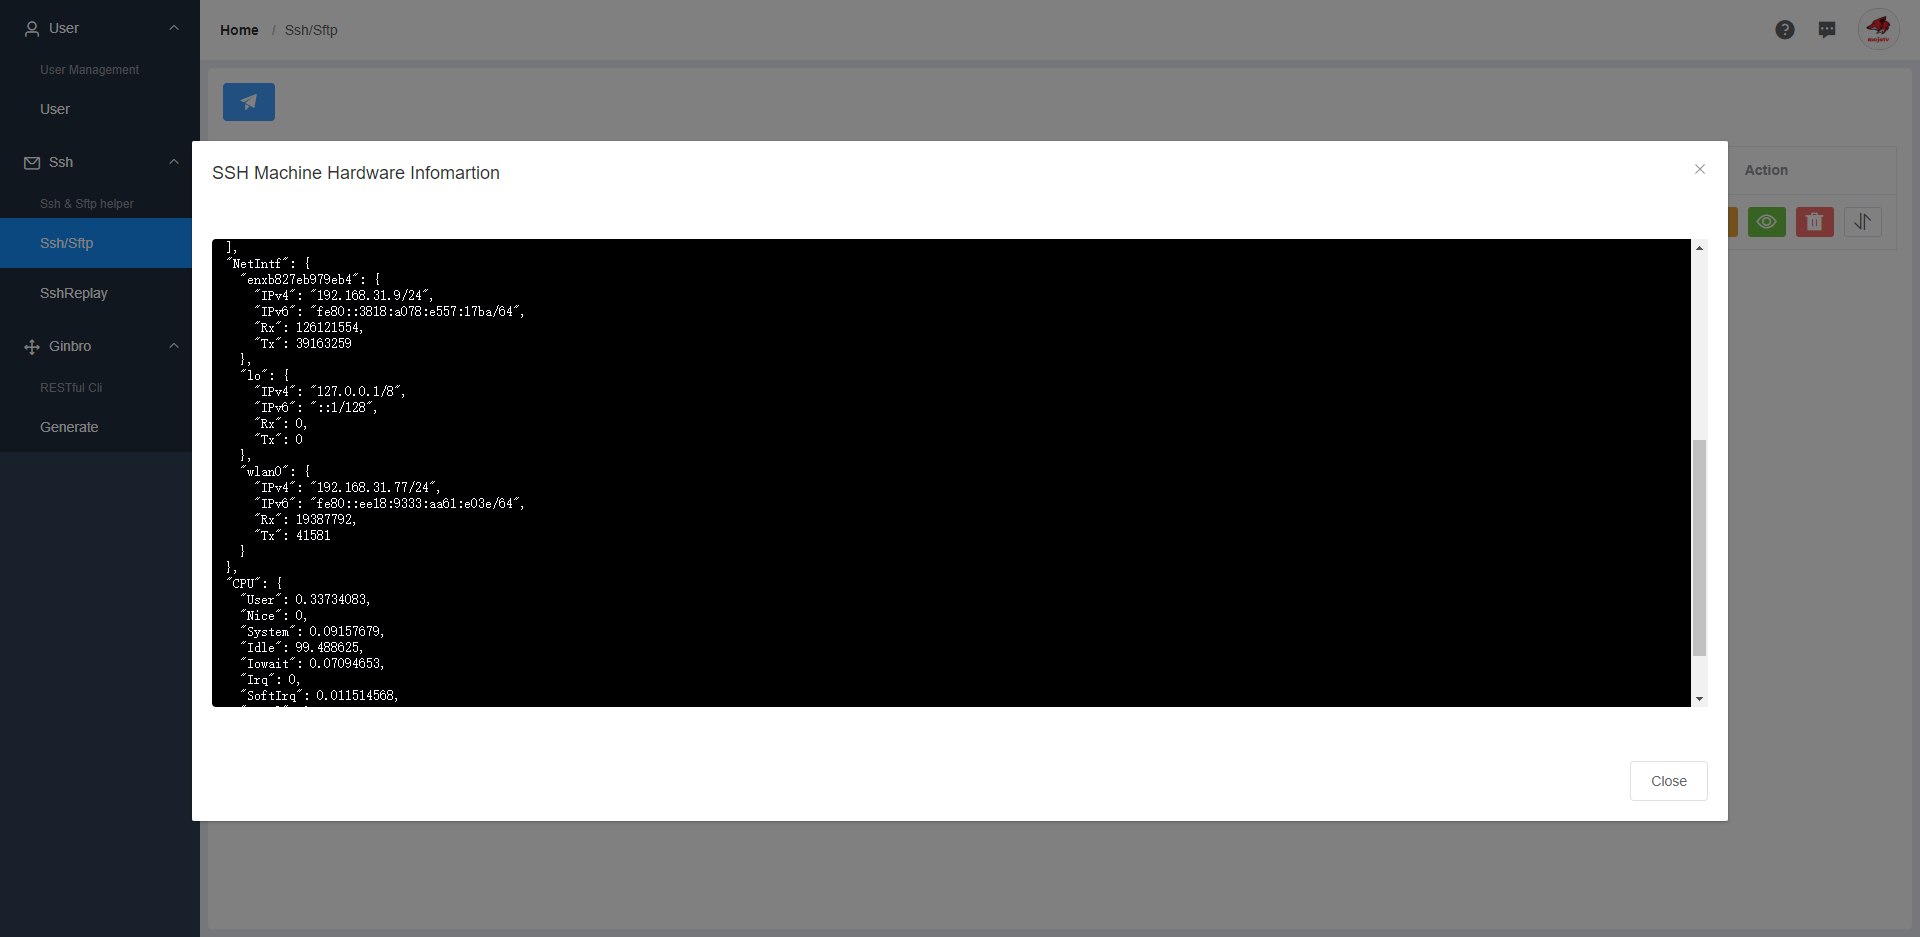 User
User Management
User
Ssh
Ssh & Sftp helper
Ssh/Sftp
SshReplay
Ginbro
RESTful Cli
Generate
Home / Ssh/Sftp
Action
SSH Machine Hardware Infomartion
],
"NetIntf": {
"enxb827eb979eb4": {
"IPv4": "192.168.31.9/24",
"IPv6": "fe80::3818:a078:e557:17ba/64",
"Rx": 126121554,
"Tx": 39163259
},
"lo": {
"IPv4": "127.0.0.1/8",
"IPv6": "::1/128",
"Rx": 0,
"Tx": 0
},
"wlan0": {
"IPv4": "192.168.31.77/24",
"IPv6": "fe80::ee18:9333:aa61:e03e/64",
"Rx": 19387792,
"Tx": 41581
}
},
"CPU": {
"User": 0.33734083,
"Nice": 0,
"System": 0.09157679,
"Idle": 99.488625,
"Iowait": 0.07094653,
"Irq": 0,
"SoftIrq": 0.011514568,
Close